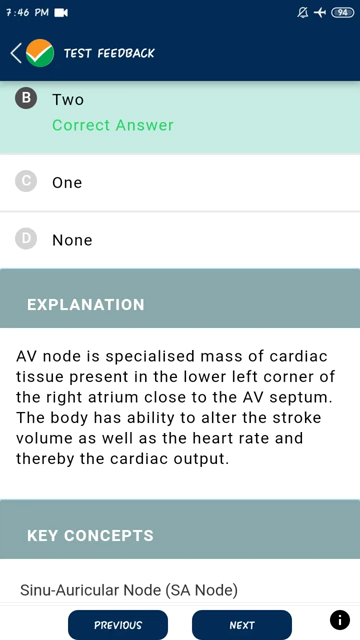 7:46 PM
94
TEST FEEDBACK
B Two
Correct Answer
C One
D None
EXPLANATION
AV node is specialised mass of cardiac
tissue present in the lower left corner of
the right atrium close to the AV septum.
The body has ability to alter the stroke
volume as well as the heart rate and
thereby the cardiac output.
KEY CONCEPTS
Sinu-Auricular Node (SA Node)
PREVIOUS
NEXT
i